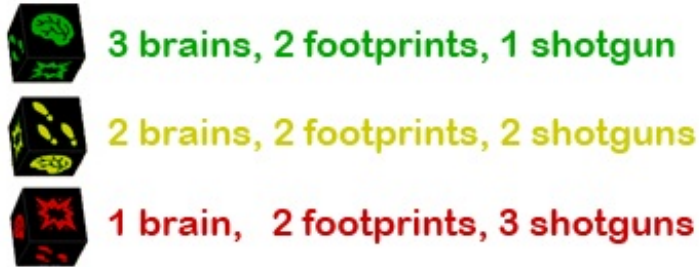 3 brains, 2 footprints, 1 shotgun
2 brains, 2 footprints, 2 shotguns
1 brain, 2 footprints, 3 shotguns